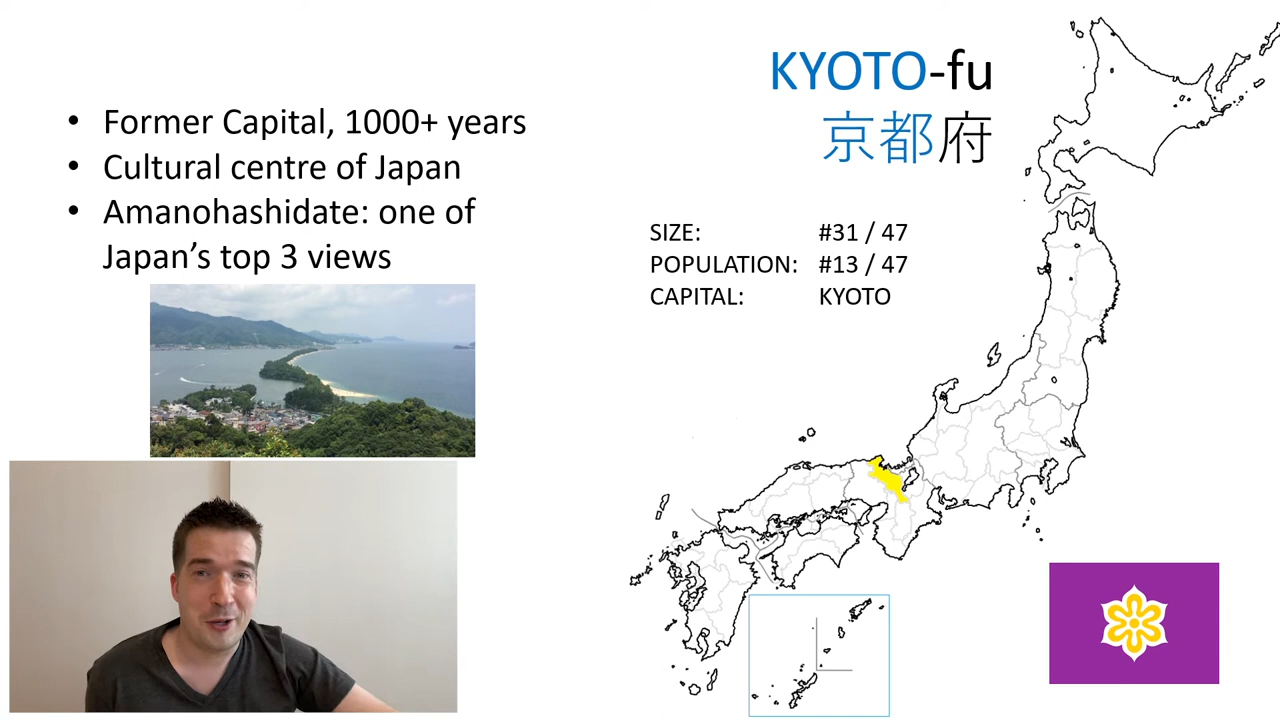 • Former Capital, 1000+ years
• Cultural centre of Japan
• Amanohashidate: one of
Japan’s top 3 views
KYOTO-fu
京都府
SIZE: #31 / 47
POPULATION: #13 / 47
CAPITAL: KYOTO